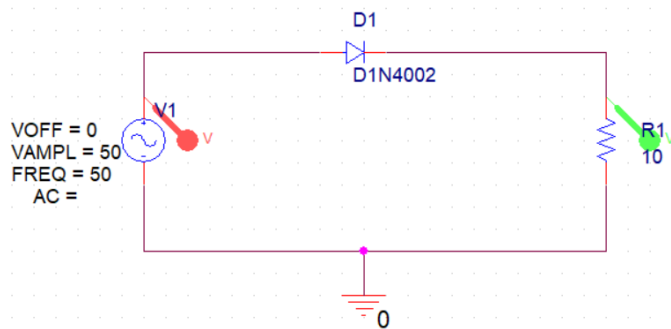 D1
D1N4002
V1
V
VOFF = 0
VAMPL = 50
FREQ = 50
AC =
R1
10
V
0